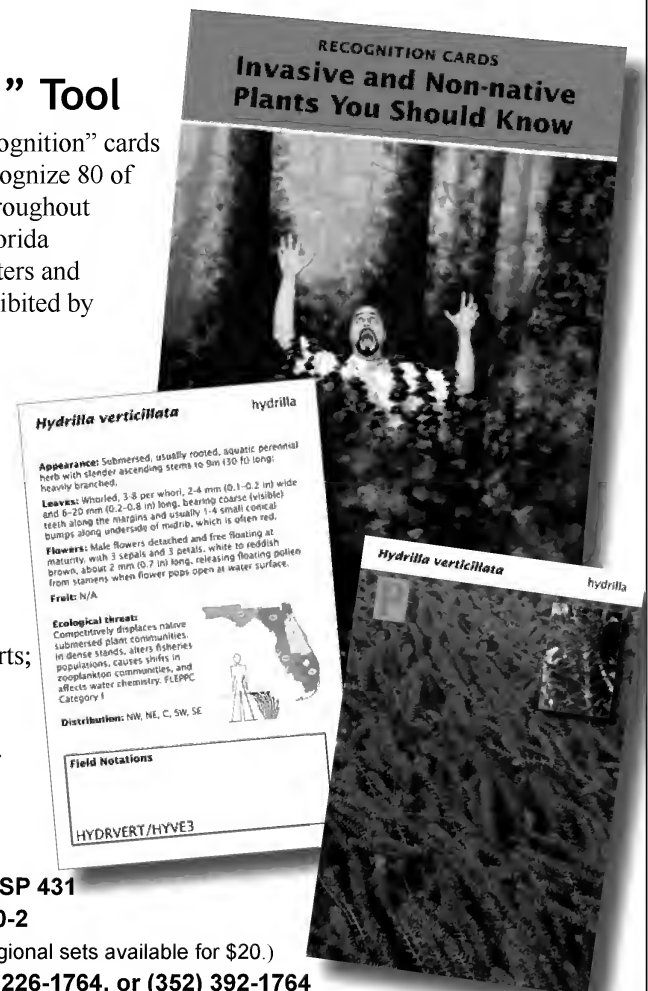 ” Tool
ognition” cards
ognize 80 of
roughout
orida
ters and
ibited by
rts;
.
SP 431
0-2
gional sets available for $20.)
226-1764, or (352) 392-1764
RECOGNITION CARDS
Invasive and Non-native
Plants You Should Know
Hydrilla verticillata hydrilla
Appearance: Submersed, usually rooted, aquatic perennial
herb with slender ascending stems to 9m (30 ft) long;
heavily branched.
Leaves: Whorled, 3-8 per whorl, 2-4 mm (0.1-0.2 in) wide
and 6-20 mm (0.2-0.8 in) long, bearing coarse (visible)
teeth along the margins and usually 1-4 small conical
bumps along underside of midrib, which is often red.
Flowers: Male flowers detached and free floating at
maturity, with 3 sepals and 3 petals, white to reddish
brown, about 2 mm (0.7 in) long, releasing floating pollen
from stamens when flower pops open at water surface.
Fruit: N/A
Ecological threat:
Competitively displaces native
submersed plant communities.
In dense stands, alters fisheries
populations, causes shifts in
zooplankton communities, and
affects water chemistry. FLEPPC
Category I
Distribution: NW, NE, C, SW, SE
Field Notations
HYDRVERT/HYVE3
Hydrilla verticillata hydrilla
P